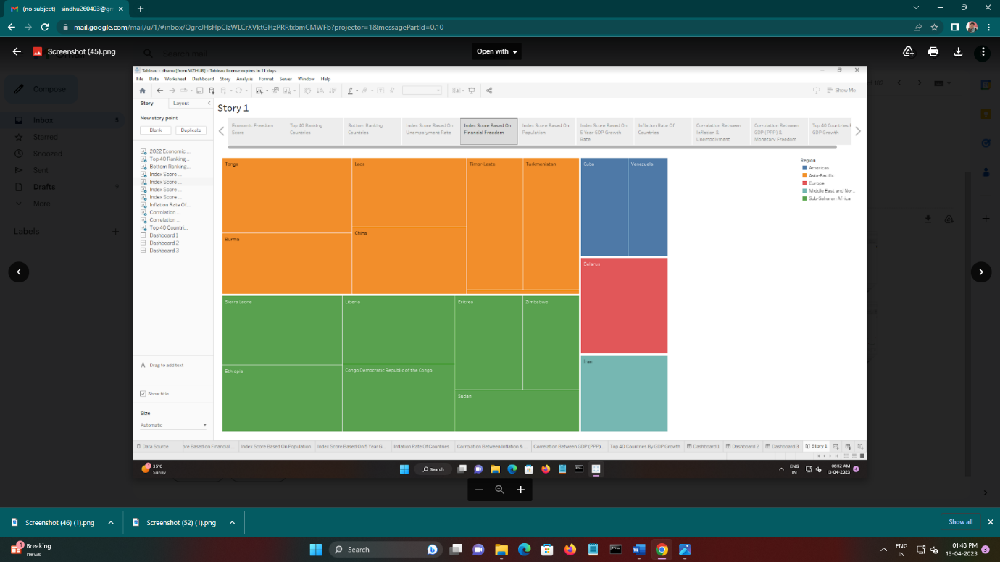 (no subject) - sindhu260403@gm
mail.google.com/mail/u/1/#inbox/QgrcJHsHpClzWLCrXVktGHzPRRfxbmCMWFb?projector=1&messagePartId=0.10
Screenshot (45).png
Search mail
Open with
Compose
Inbox
Starred
Snoozed
Sent
Drafts
More
Labels
Tableau - dhanu [from VIZHUB] - Tableau license expires in 11 days
File Data Worksheet Dashboard Story Analysis Format Server Window Help
Show Me
Story Layout
New story point
Blank Duplicate
2022 Economic ...
Top 40 Ranking...
Bottom Ranking...
Index Score ...
Index Score ...
Index Score ...
Index Score ...
Inflation Rate Of...
Corrolation ...
Correlation ...
Top 40 Countri...
Dashboard 1
Dashboard 2
Dashboard 3
A Drag to add text
Show title
Size
Automatic
Story 1
Economic Freedom Score
Top 40 Ranking Countries
Bottom Ranking Countries
Index Score Based On Unempolyment Rate
Index Score Based On Financial Freedom
Index Score Based On Population
Index Score Based On 5 Year GDP Growth Rate
Inflation Rate Of Countries
Corrolation Between Inflation & Unempolyment
Correlation Between GDP (PPP) & Monetary Freedom
Top 40 Countries B
GDP Growth
Tonga
Laos
Timor-Leste
Turkmenistan
Burma
China
Cuba
Venezuela
Belarus
Iran
Sierra Leone
Liberia
Eritrea
Zimbabwe
Ethiopia
Congo Democratic Republic of the Congo
Sudan
Region
Americas
Asia-Pacific
Europe
Middle East and Nor..
Sub-Saharan Africa
Data Source
ore Based on Financial ...
Index Score Based On Population
Index Score Based On 5 Year G...
Inflation Rate Of Countries
Corrolation Between Inflation & ...
Correlation Between GDP (PPP)...
Top 40 Countries By GDP Growth
Dashboard 1
Dashboard 2
Dashboard 3
Story 1
35°C
Sunny
Search
ENG
IN
06:12 AM
13-04-2023
Screenshot (46) (1).png
Screenshot (52) (1).png
Show all
Breaking
news
Search
ENG
IN
01:48 PM
13-04-2023
3